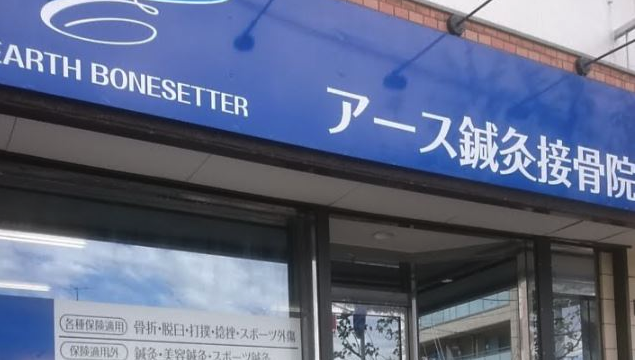 EARTH BONESETTER
アース鍼灸接骨院
各種保険適用 骨折・脱臼・打撲・捻挫・スポーツ外傷
保険適用外 鍼灸・美容鍼灸・スポーツ鍼灸